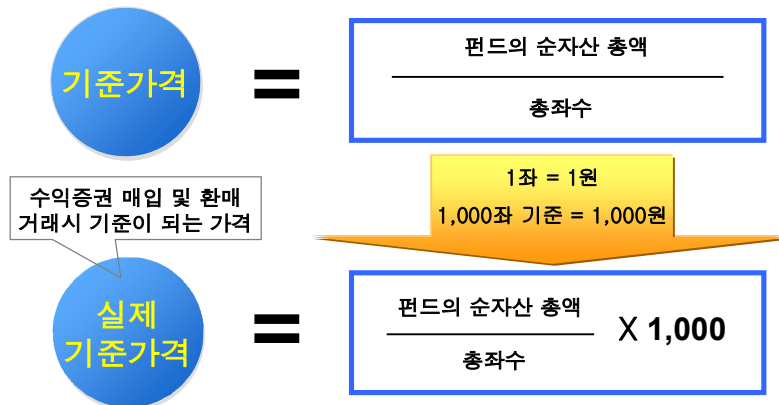 기준가격
=
펀드의 순자산 총액
총좌수
1좌 = 1원
1,000좌 기준 = 1,000원
수익증권 매입 및 환매
거래시 기준이 되는 가격
실제
기준가격
=
펀드의 순자산 총액
총좌수
X 1,000